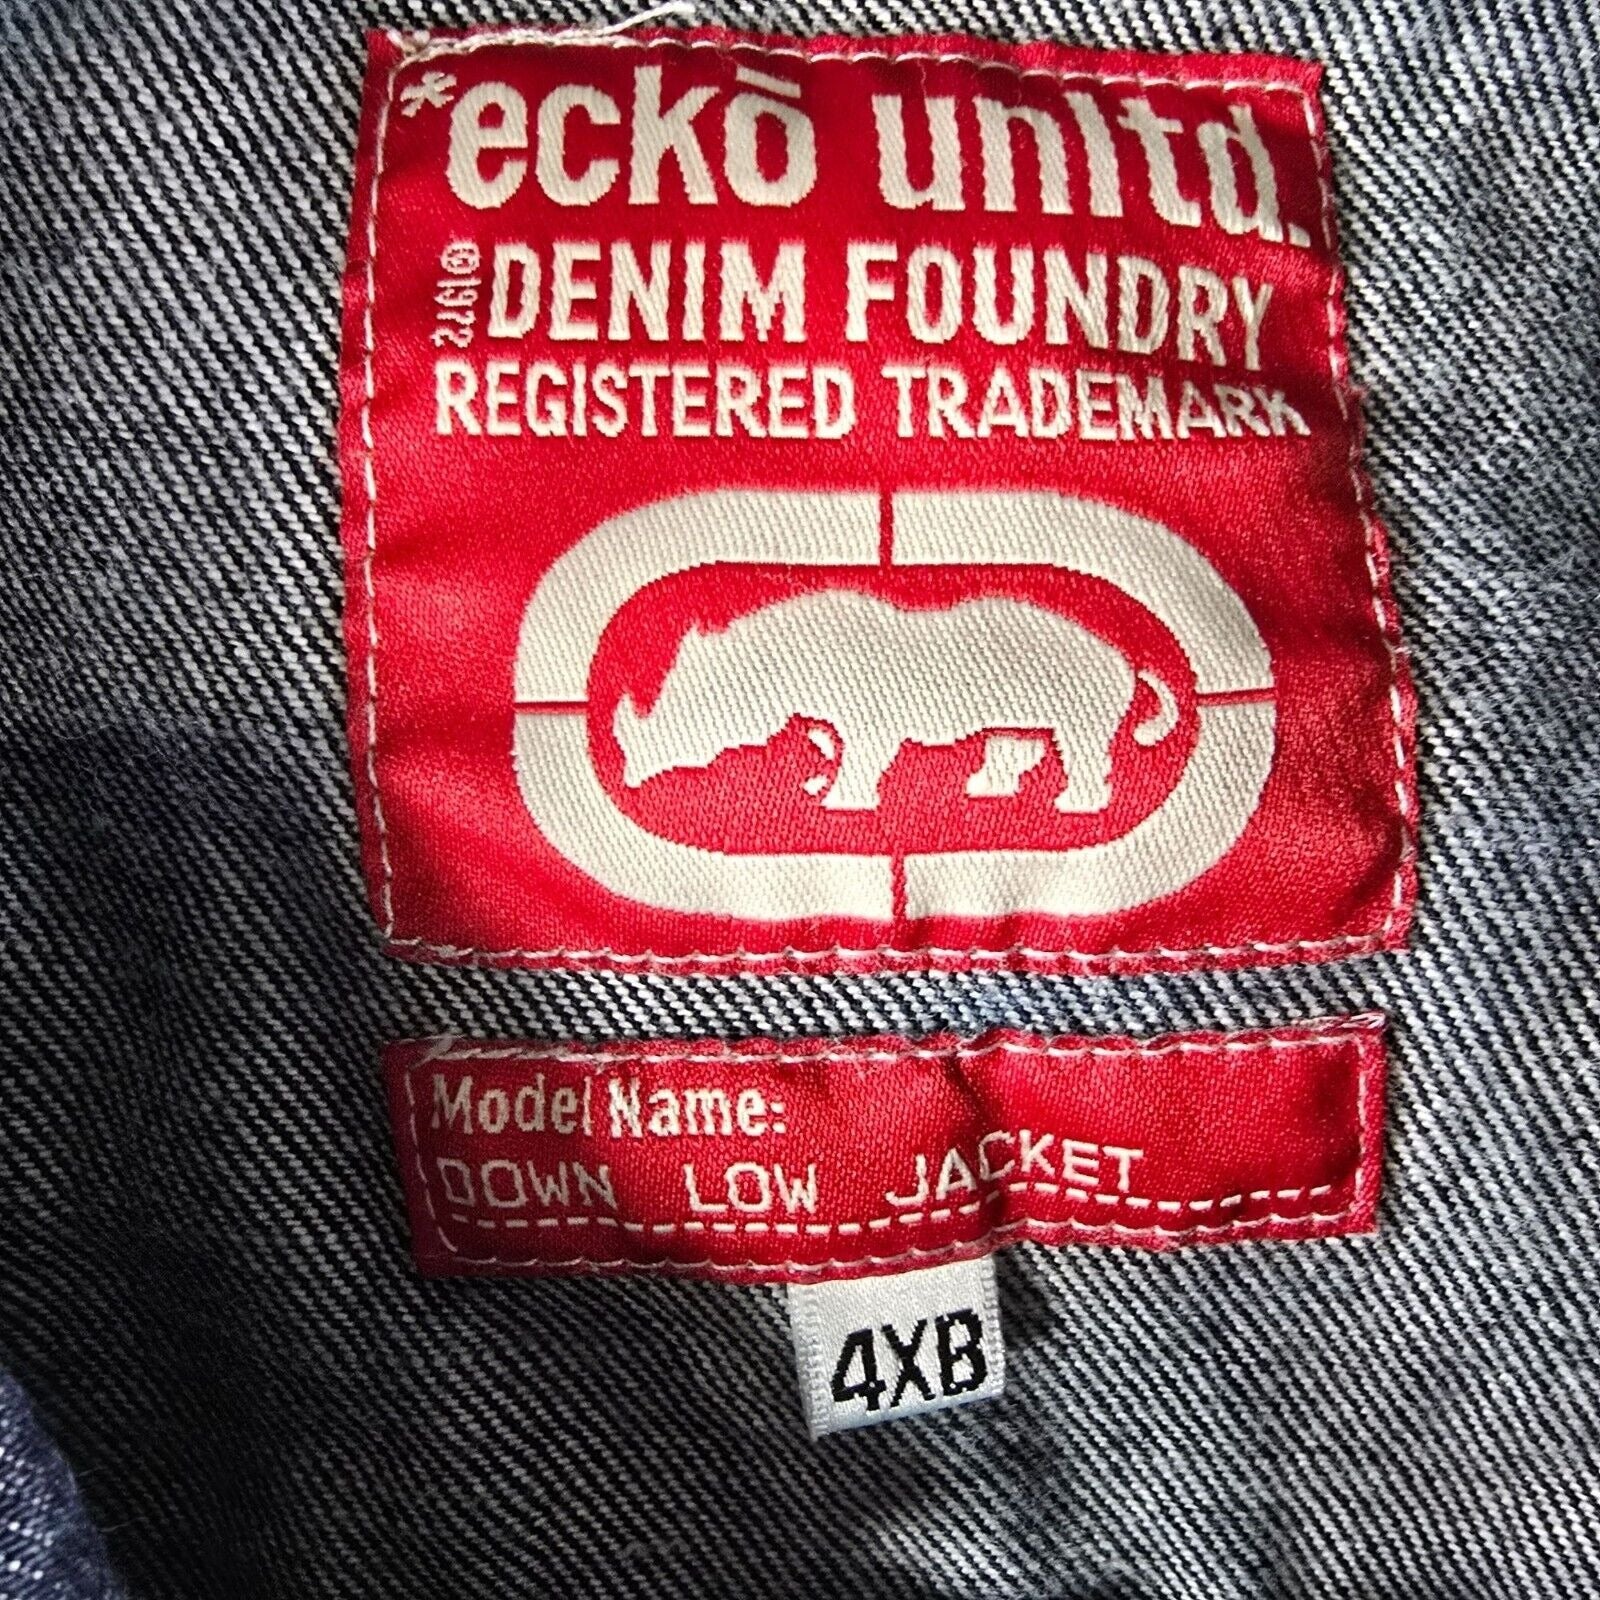 *eckō unltd.
©1972 DENIM FOUNDRY
REGISTERED TRADEMARK
Model Name:
DOWN LOW JACKET
4XB